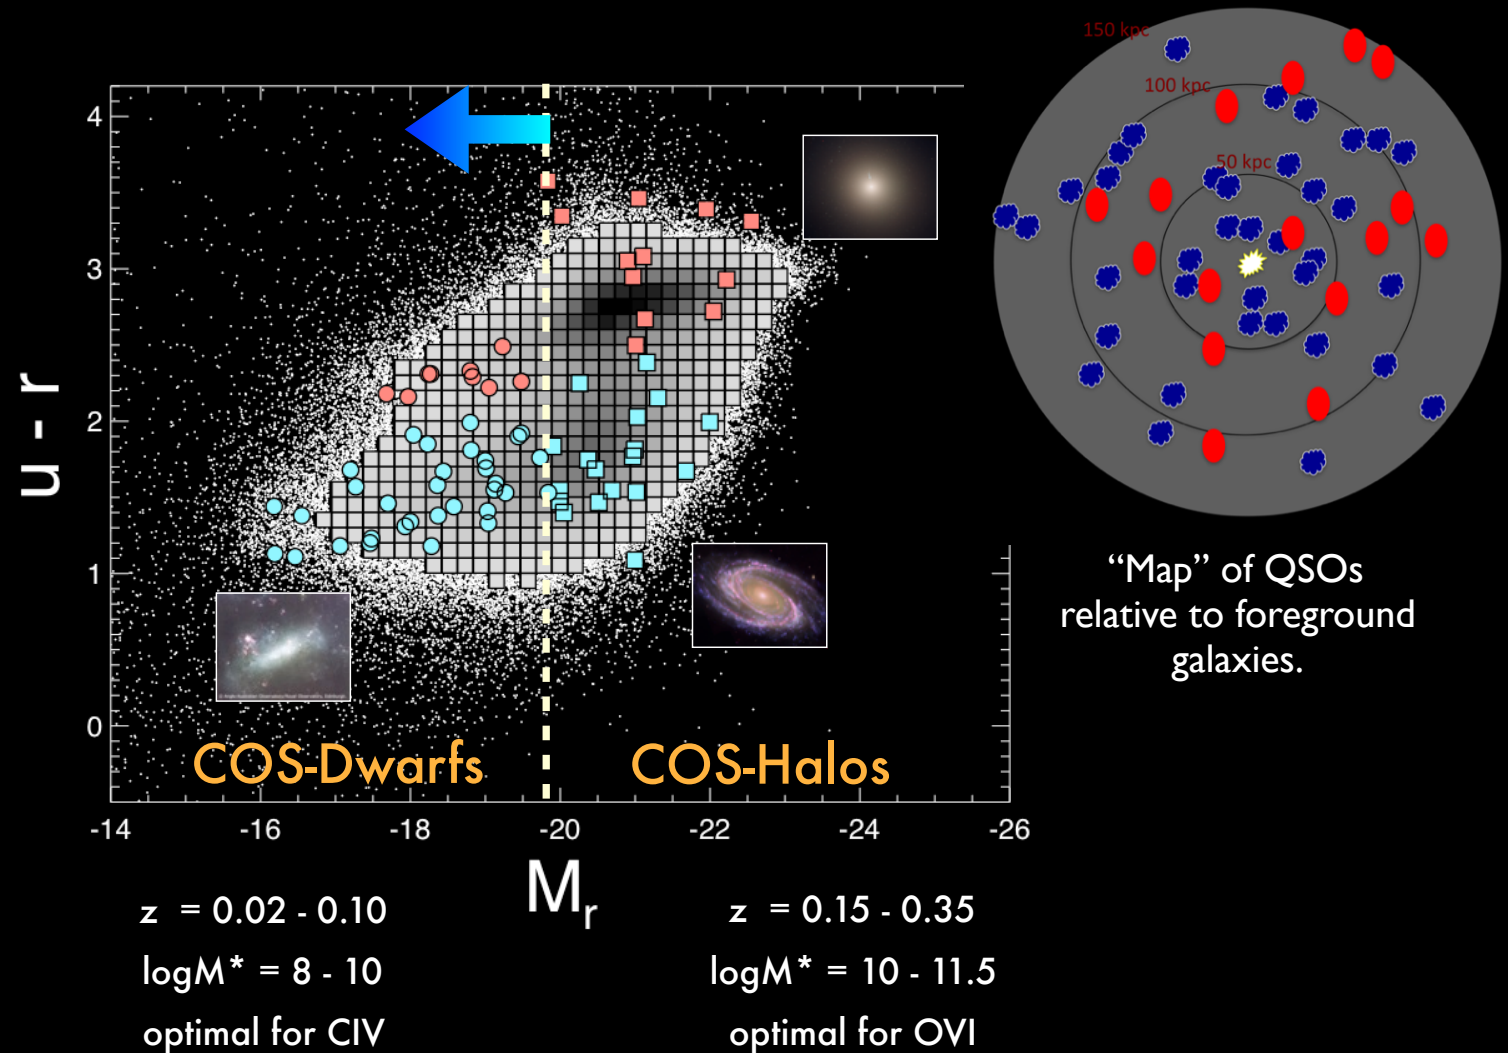 150 kpc
100 kpc
50 kpc
4
3
2
1
0
u - r
COS-Dwarfs
COS-Halos
-14
-16
-18
-20
-22
-24
-26
Mr
“Map” of QSOs
relative to foreground
galaxies.
z = 0.02 - 0.10
logM* = 8 - 10
optimal for CIV
z = 0.15 - 0.35
logM* = 10 - 11.5
optimal for OVI